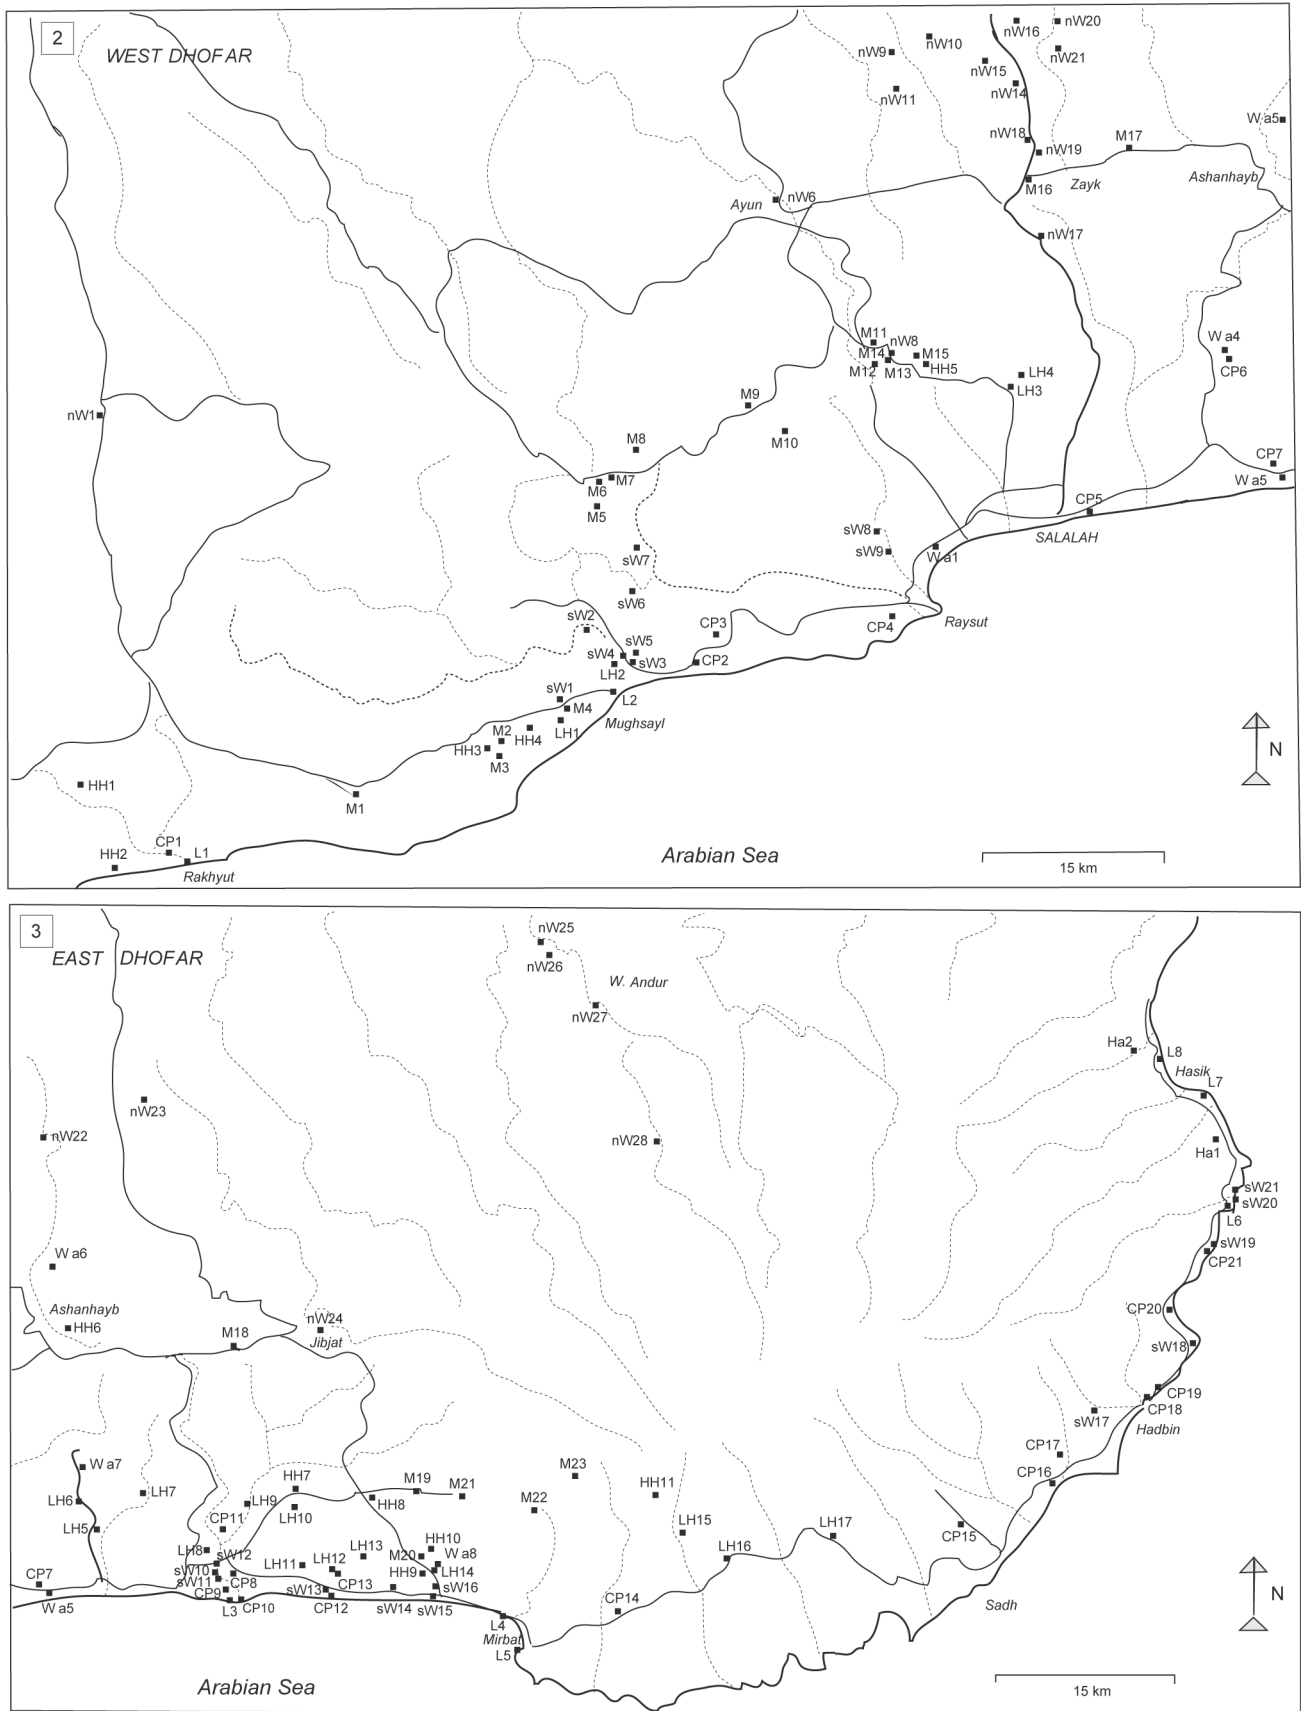 2
WEST DHOFAR
nW16
nW20
nW10
nW9
nW21
nW15
nW11
nW14
Wa5
nW18
M17
nW19
M16
Zayk
Ashanhayb
nW6
Ayun
nW17
M11
nW8
M14
M15
Wa4
M12
M13
HH5
CP6
LH4
LH3
M9
nW1
M8
M10
CP7
M7
M6
Wa5
M5
CP5
sW8
SALALAH
sW9
sW7
Wa1
sW6
sW2
CP3
CP4
Raysut
sW5
sW4
sW3
CP2
LH2
sW1
L2
M4
Mughsayl
LH1
M2
HH4
HH3
M3
N
HH1
M1
CP1
L1
HH2
Rakhyut
Arabian Sea
15 km
3
EAST DHOFAR
nW25
nW26
W. Andur
nW27
Ha2
L8
Hasik
L7
nW23
nW22
nW28
Ha1
sW21
sW20
L6
sW19
Wa6
CP21
Ashanhayb
CP20
HH6
nW24
M18
Jibjat
sW18
CP19
CP18
sW17
Hadbin
CP17
Wa7
M23
CP16
HH7
M19
HH11
LH7
M21
LH6
LH9
HH8
M22
LH10
CP11
LH5
LH15
LH17
CP15
LH8
LH13
HH10
LH16
sW12
M20
Wa8
LH11
LH12
sW10
HH9
LH14
CP7
sW11
CP8
CP13
sW16
CP9
sW13
Wa5
L3
CP10
CP12
sW14
sW15
CP14
Sadh
N
L4
Mirbat
L5
Arabian Sea
15 km